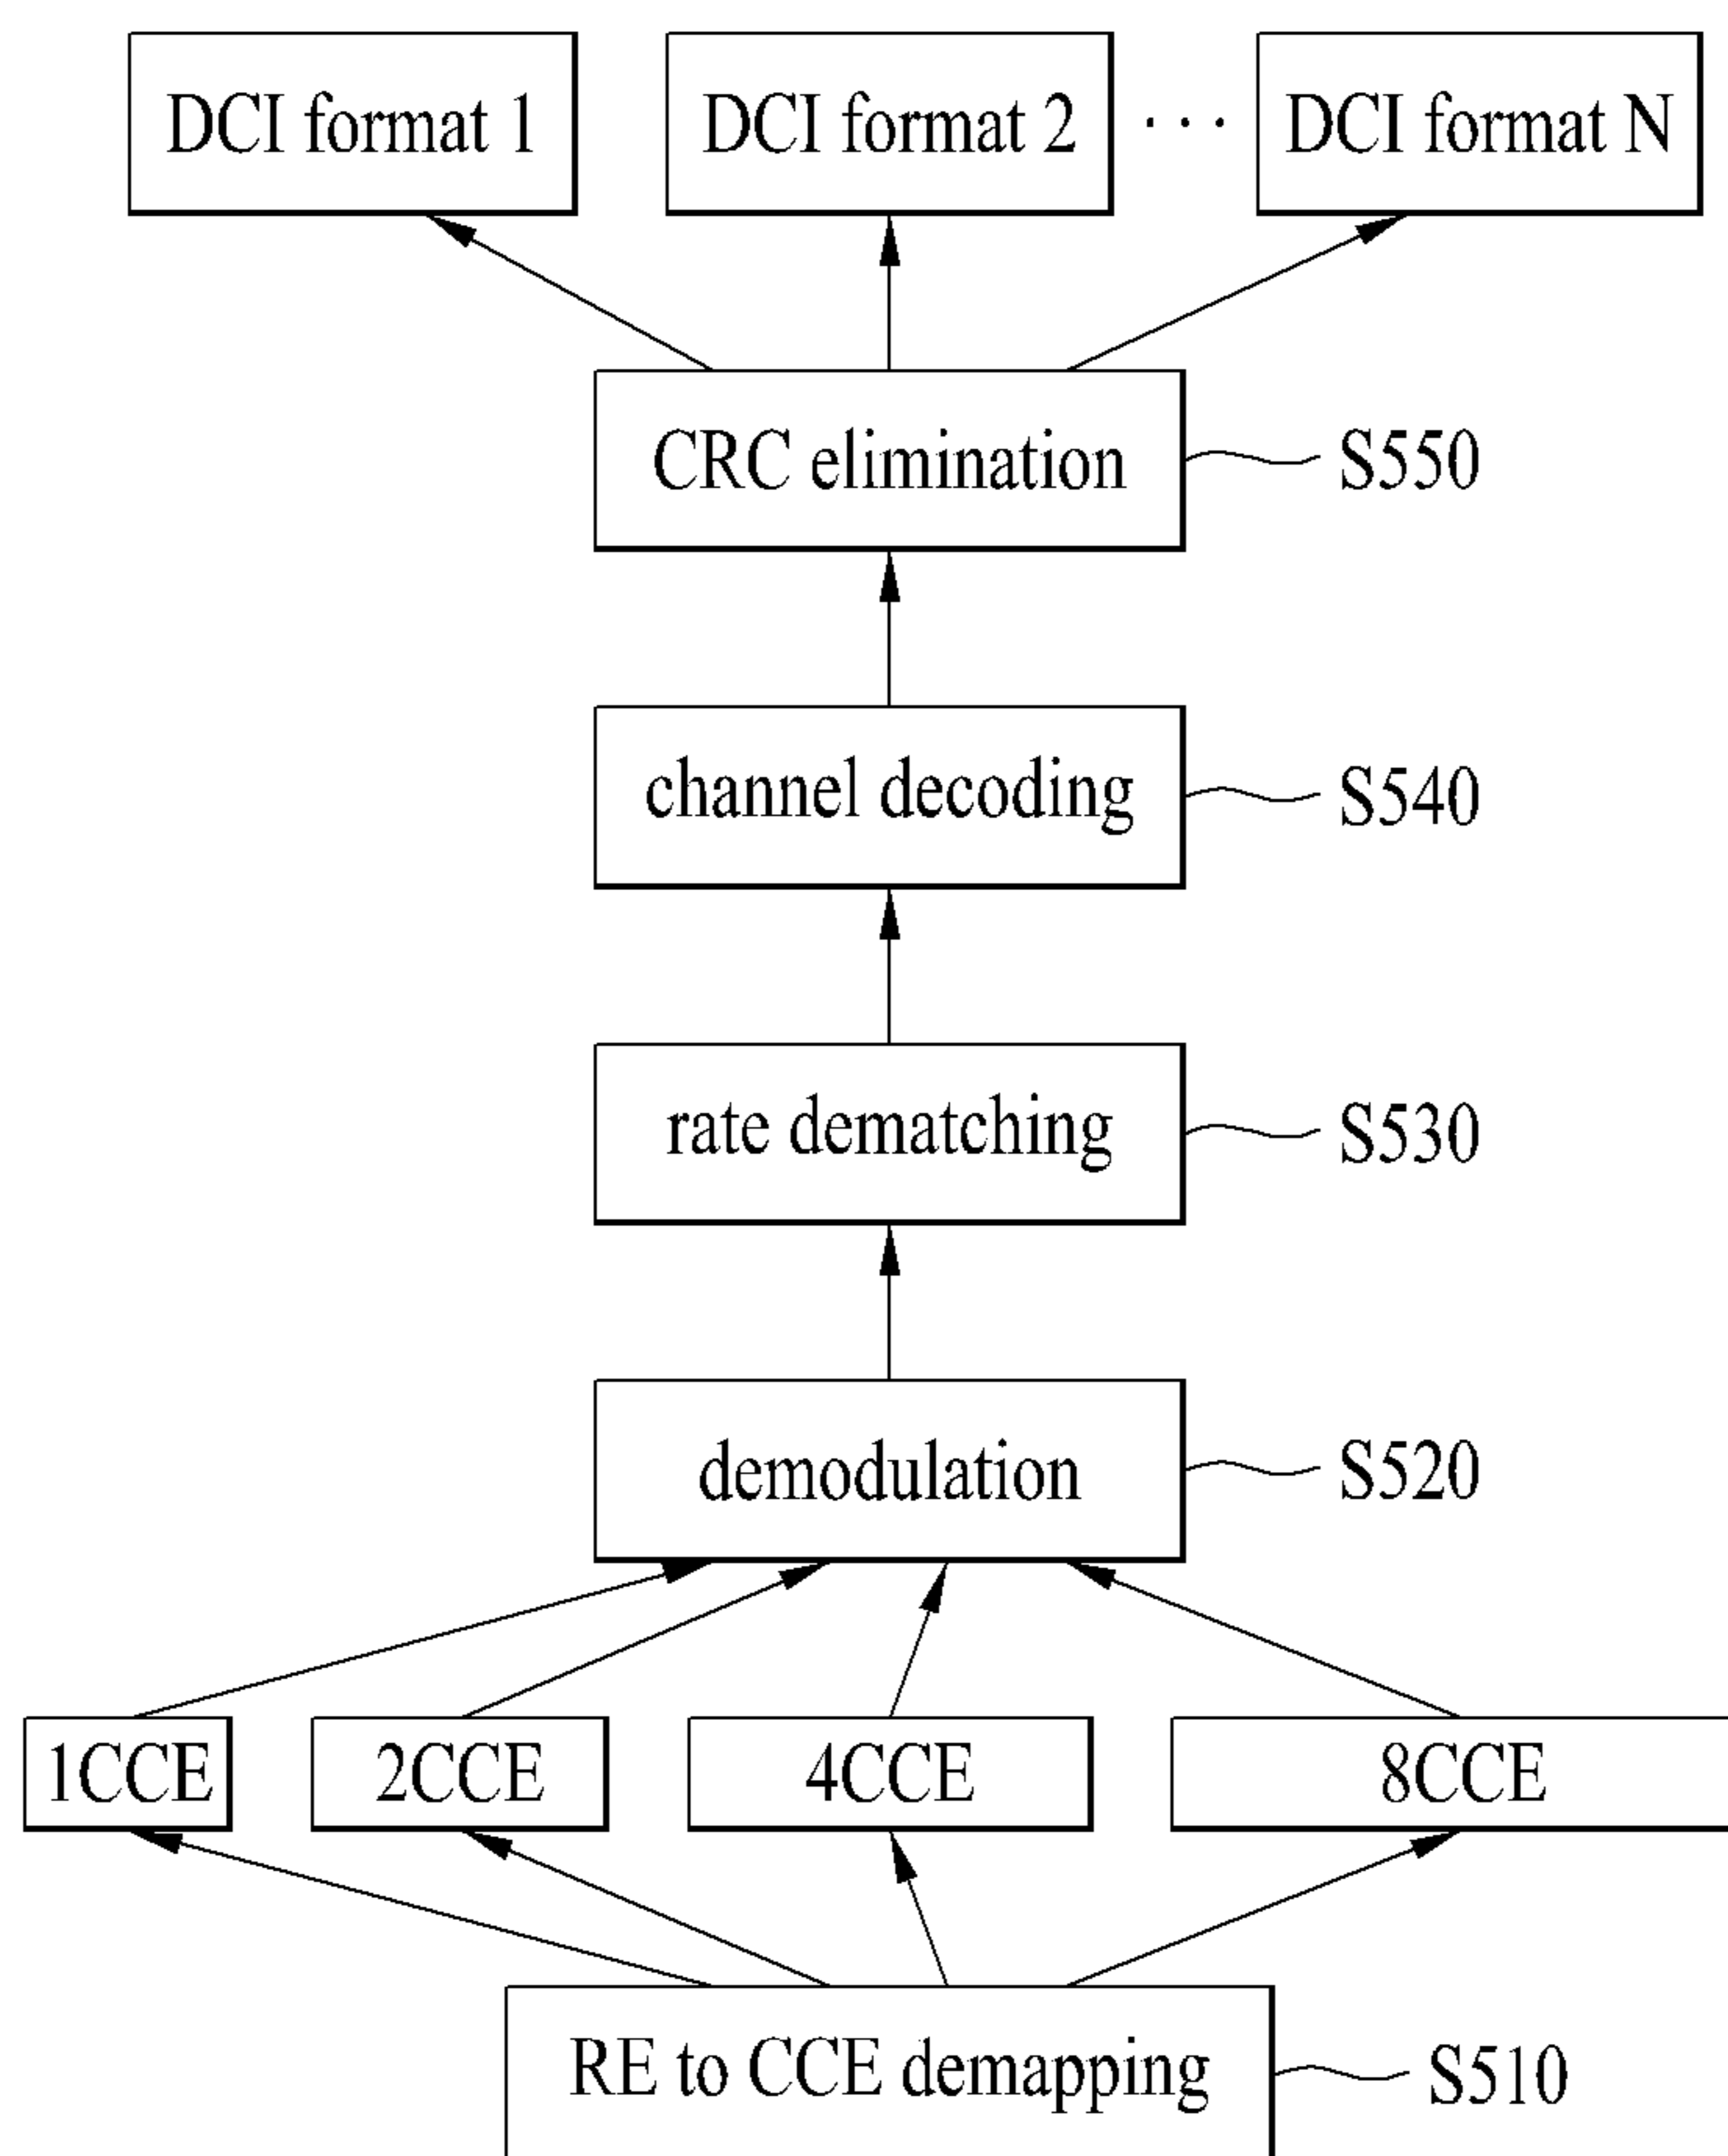 DCI format 1
DCI format 2
. . .
DCI format N
CRC elimination
S550
channel decoding
S540
rate dematching
S530
demodulation
S520
1CCE
2CCE
4CCE
8CCE
RE to CCE demapping
S510